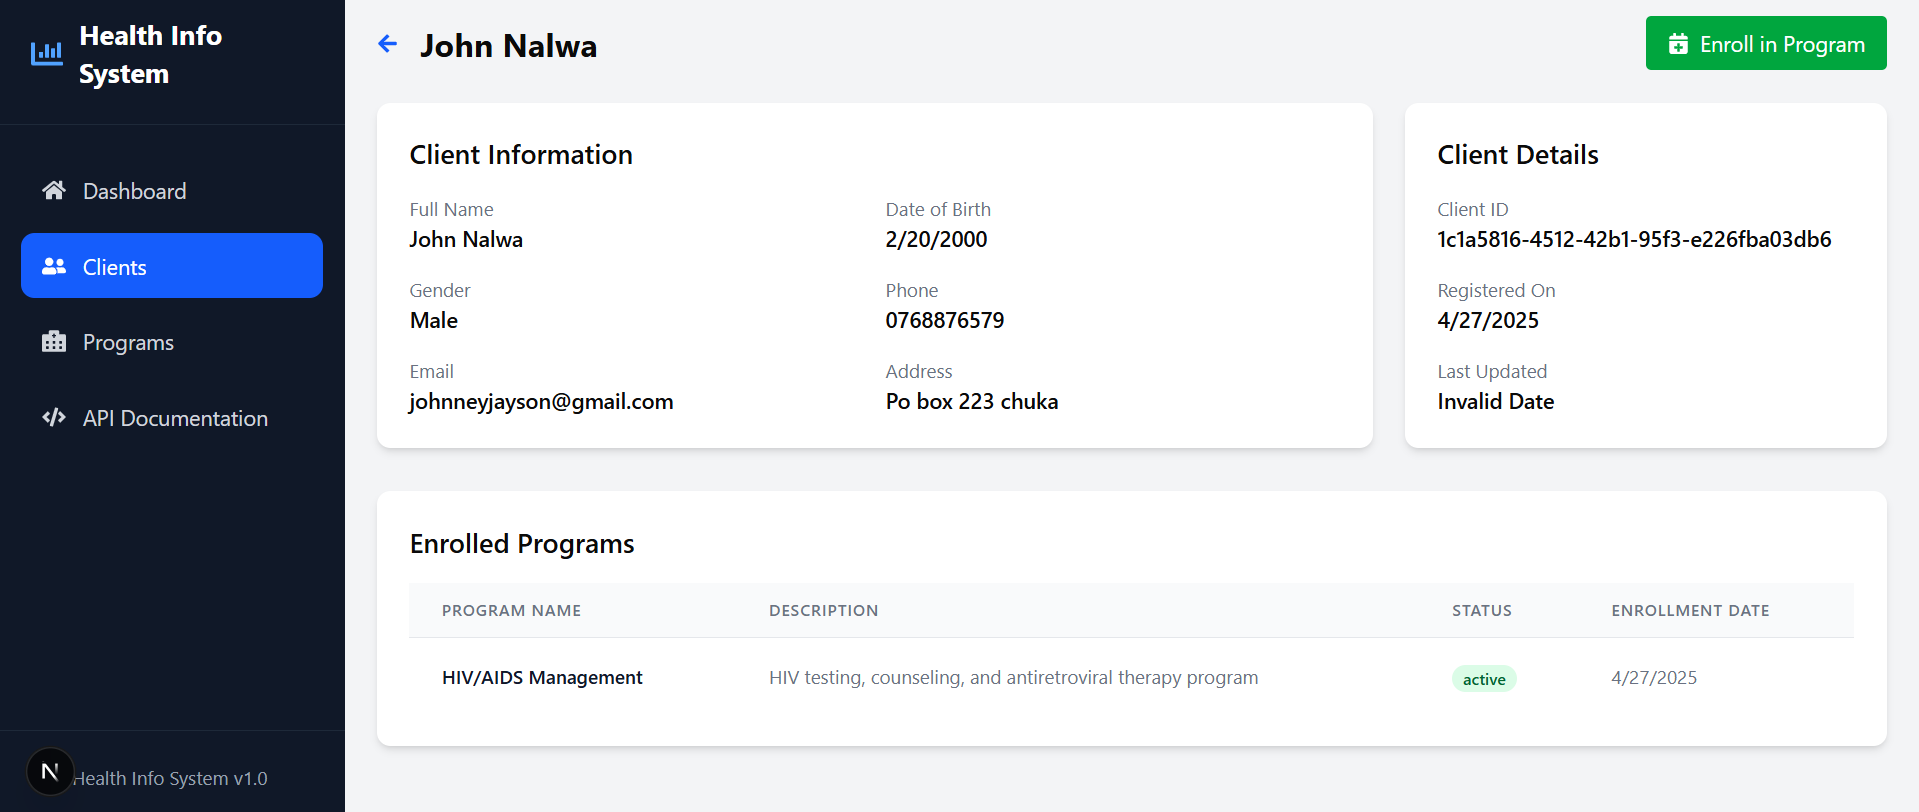 Health Info
System
Dashboard
Clients
Programs
API Documentation
N
Health Info System v1.0
John Nalwa
Enroll in Program
Client Information
Full Name
John Nalwa
Date of Birth
2/20/2000
Gender
Male
Phone
0768876579
Email
johnneyjayson@gmail.com
Address
Po box 223 chuka
Client Details
Client ID
1c1a5816-4512-42b1-95f3-e226fba03db6
Registered On
4/27/2025
Last Updated
Invalid Date
Enrolled Programs
PROGRAM NAME DESCRIPTION STATUS ENROLLMENT DATE
HIV/AIDS Management HIV testing, counseling, and antiretroviral therapy program active 4/27/2025